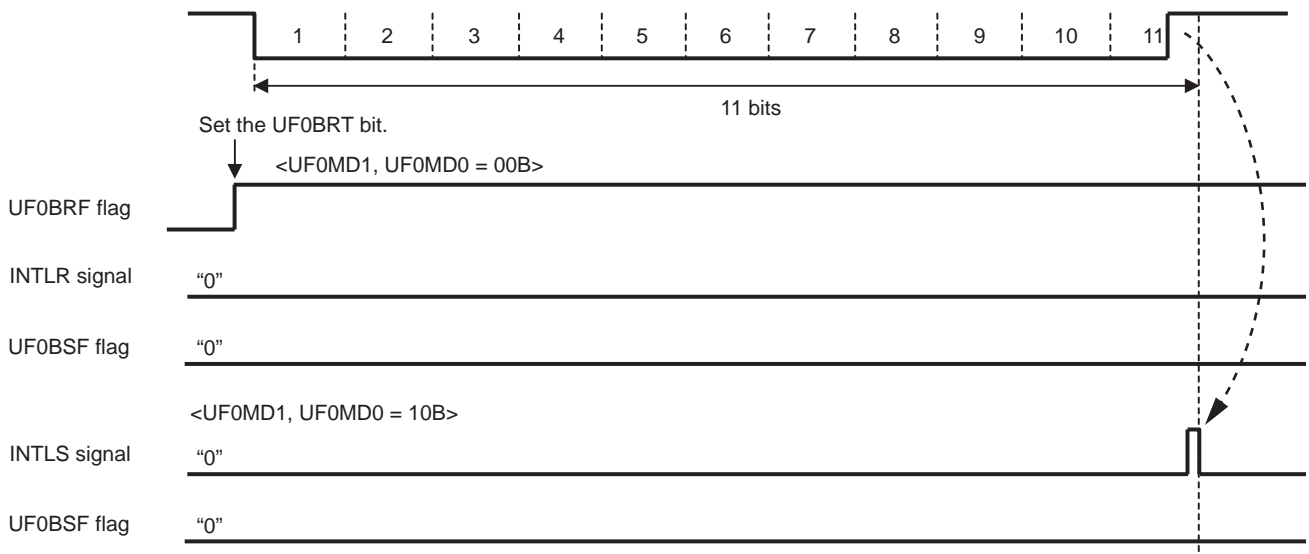 1 2 3 4 5 6 7 8 9 10 11
11 bits
Set the UF0BRT bit.
<UF0MD1, UF0MD0 = 00B>
UF0BRF flag
INTLR signal “0”
UF0BSF flag “0”
<UF0MD1, UF0MD0 = 10B>
INTLS signal “0”
UF0BSF flag “0”